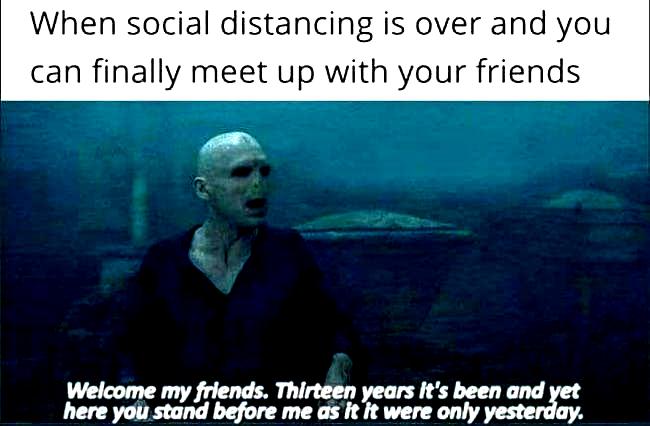 When social distancing is over and you
can finally meet up with your friends
Welcome my friends. Thirteen years it's been and yet
here you stand before me as it it were only yesterday.